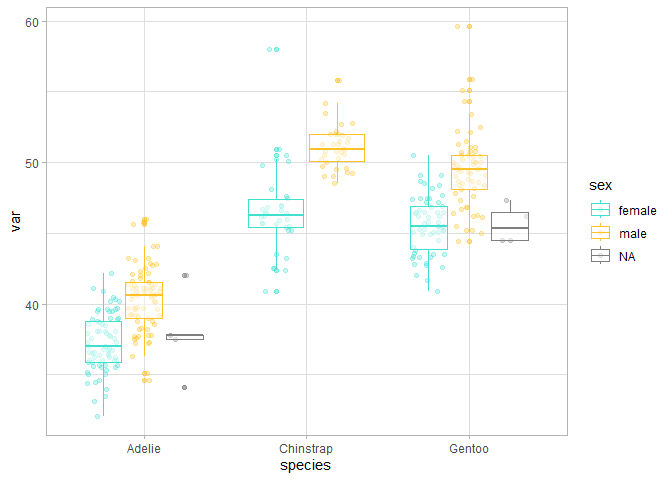 60
50
40
var
Adelie
Chinstrap
Gentoo
species
sex
female
male
NA